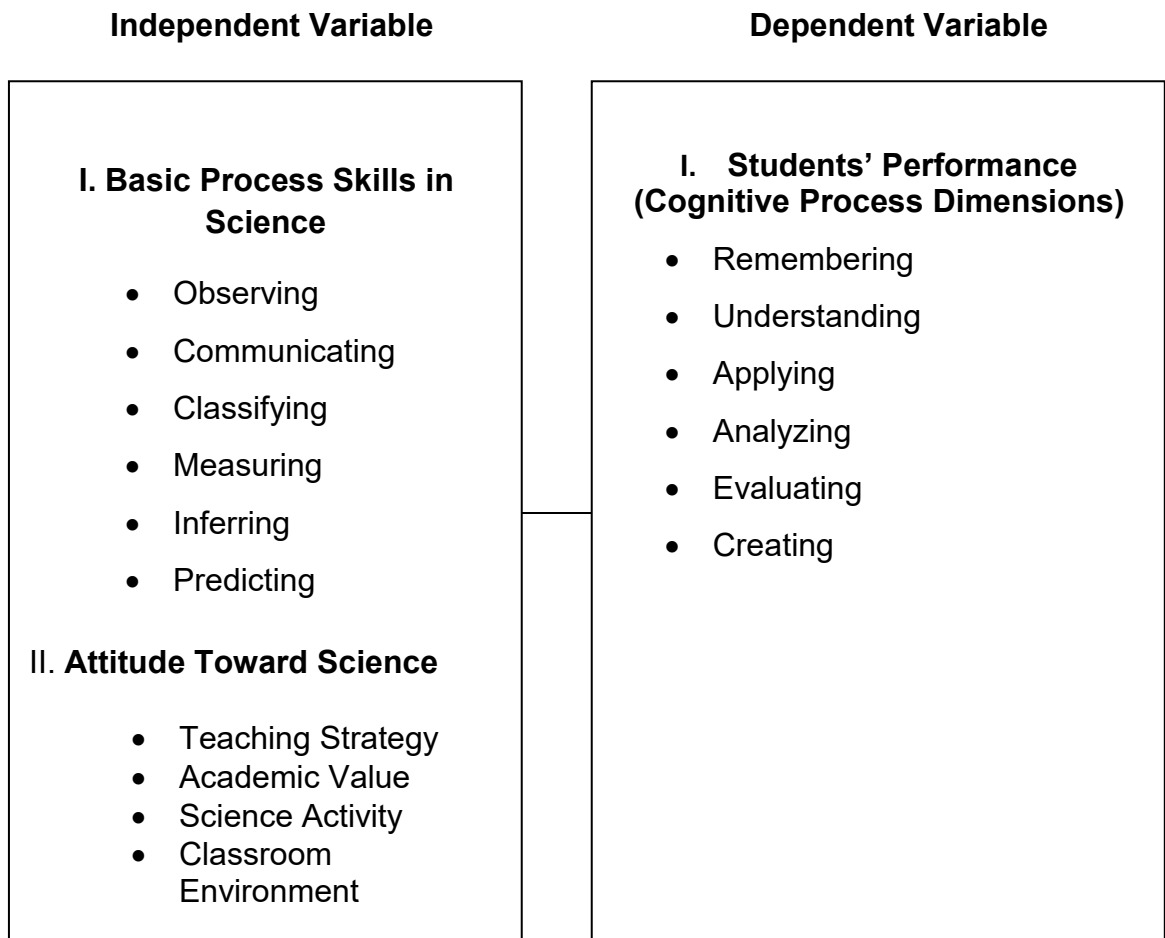 Independent Variable
Dependent Variable
I. Basic Process Skills in
Science
• Observing
• Communicating
• Classifying
• Measuring
• Inferring
• Predicting
II. Attitude Toward Science
• Teaching Strategy
• Academic Value
• Science Activity
• Classroom
Environment
I. Students’ Performance
(Cognitive Process Dimensions)
• Remembering
• Understanding
• Applying
• Analyzing
• Evaluating
• Creating